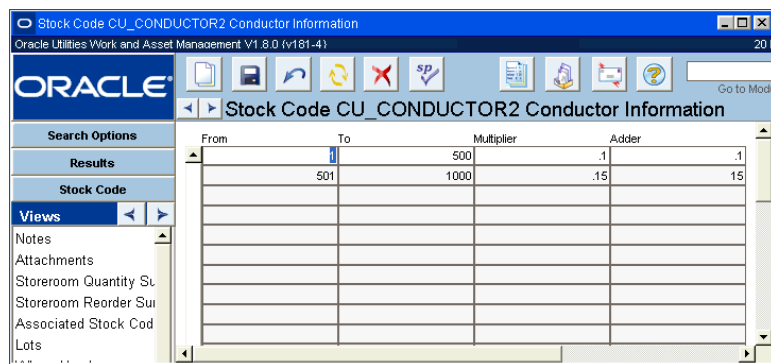 Stock Code CU_CONDUCTOR2 Conductor Information
Oracle Utilities Work and Asset Management V1.8.0 (v181-4) 20
ORACLE
sp
Go to Mod
Stock Code CU_CONDUCTOR2 Conductor Information
Search Options
Results
Stock Code
Views
Notes
Attachments
Storeroom Quantity Su
Storeroom Reorder Su
Associated Stock Cod
Lots
From To Multiplier Adder
1 500 .1 .1
501 1000 .15 15